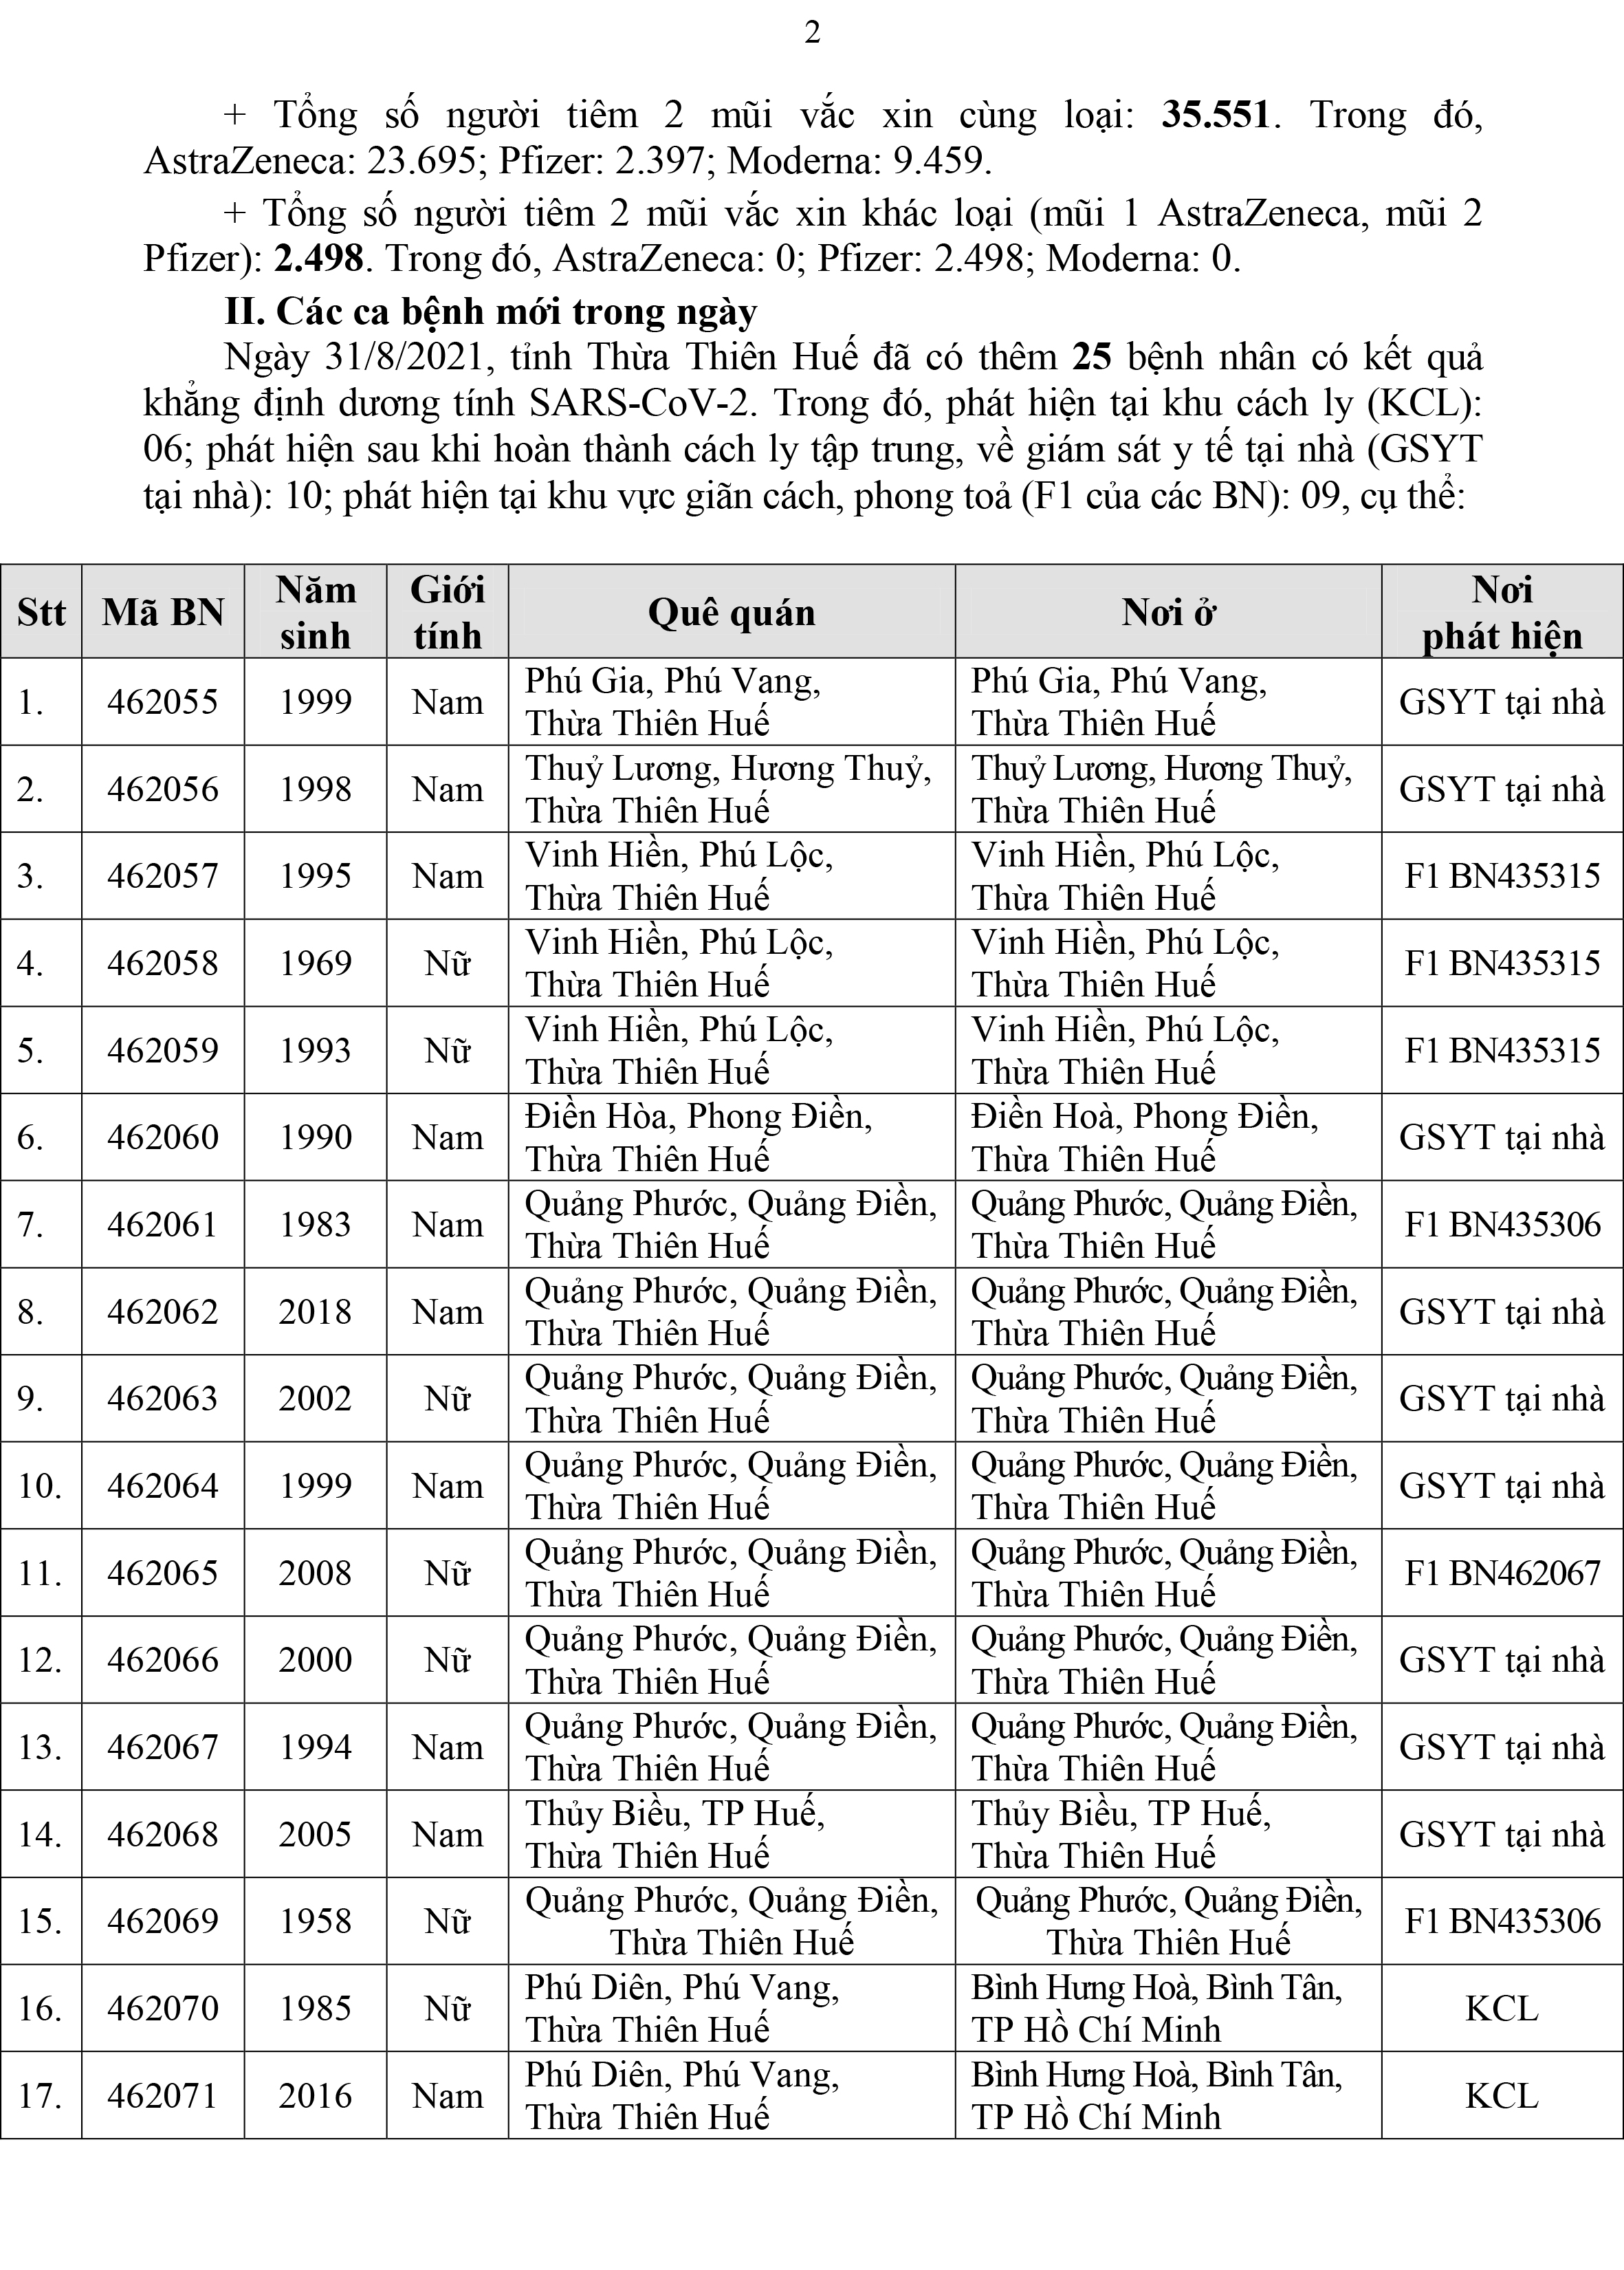 2
+ Tổng số người tiêm 2 mũi vắc xin cùng loại: 35.551. Trong đó,
AstraZeneca: 23.695; Pfizer: 2.397; Moderna: 9.459.
+ Tổng số người tiêm 2 mũi vắc xin khác loại (mũi 1 AstraZeneca, mũi 2
Pfizer): 2.498. Trong đó, AstraZeneca: 0; Pfizer: 2.498; Moderna: 0.
II. Các ca bệnh mới trong ngày
Ngày 31/8/2021, tỉnh Thừa Thiên Huế đã có thêm 25 bệnh nhân có kết quả
khẳng định dương tính SARS-CoV-2. Trong đó, phát hiện tại khu cách ly (KCL):
06; phát hiện sau khi hoàn thành cách ly tập trung, về giám sát y tế tại nhà (GSYT
tại nhà): 10; phát hiện tại khu vực giãn cách, phong toả (F1 của các BN): 09, cụ thể:
Stt Mã BN Năm sinh Giới tính Quê quán Nơi ở Nơi phát hiện
1. 462055 1999 Nam Phú Gia, Phú Vang, Thừa Thiên Huế Phú Gia, Phú Vang, Thừa Thiên Huế GSYT tại nhà
2. 462056 1998 Nam Thuỷ Lương, Hương Thuỷ, Thừa Thiên Huế Thuỷ Lương, Hương Thuỷ, Thừa Thiên Huế GSYT tại nhà
3. 462057 1995 Nam Vinh Hiền, Phú Lộc, Thừa Thiên Huế Vinh Hiền, Phú Lộc, Thừa Thiên Huế F1 BN435315
4. 462058 1969 Nữ Vinh Hiền, Phú Lộc, Thừa Thiên Huế Vinh Hiền, Phú Lộc, Thừa Thiên Huế F1 BN435315
5. 462059 1993 Nữ Vinh Hiền, Phú Lộc, Thừa Thiên Huế Vinh Hiền, Phú Lộc, Thừa Thiên Huế F1 BN435315
6. 462060 1990 Nam Điền Hòa, Phong Điền, Thừa Thiên Huế Điền Hoà, Phong Điền, Thừa Thiên Huế GSYT tại nhà
7. 462061 1983 Nam Quảng Phước, Quảng Điền, Thừa Thiên Huế Quảng Phước, Quảng Điền, Thừa Thiên Huế F1 BN435306
8. 462062 2018 Nam Quảng Phước, Quảng Điền, Thừa Thiên Huế Quảng Phước, Quảng Điền, Thừa Thiên Huế GSYT tại nhà
9. 462063 2002 Nữ Quảng Phước, Quảng Điền, Thừa Thiên Huế Quảng Phước, Quảng Điền, Thừa Thiên Huế GSYT tại nhà
10. 462064 1999 Nam Quảng Phước, Quảng Điền, Thừa Thiên Huế Quảng Phước, Quảng Điền, Thừa Thiên Huế GSYT tại nhà
11. 462065 2008 Nữ Quảng Phước, Quảng Điền, Thừa Thiên Huế Quảng Phước, Quảng Điền, Thừa Thiên Huế F1 BN462067
12. 462066 2000 Nữ Quảng Phước, Quảng Điền, Thừa Thiên Huế Quảng Phước, Quảng Điền, Thừa Thiên Huế GSYT tại nhà
13. 462067 1994 Nam Quảng Phước, Quảng Điền, Thừa Thiên Huế Quảng Phước, Quảng Điền, Thừa Thiên Huế GSYT tại nhà
14. 462068 2005 Nam Thủy Biều, TP Huế, Thừa Thiên Huế Thủy Biều, TP Huế, Thừa Thiên Huế GSYT tại nhà
15. 462069 1958 Nữ Quảng Phước, Quảng Điền, Thừa Thiên Huế Quảng Phước, Quảng Điền, Thừa Thiên Huế F1 BN435306
16. 462070 1985 Nữ Phú Diên, Phú Vang, Thừa Thiên Huế Bình Hưng Hoà, Bình Tân, TP Hồ Chí Minh KCL
17. 462071 2016 Nam Phú Diên, Phú Vang, Thừa Thiên Huế Bình Hưng Hoà, Bình Tân, TP Hồ Chí Minh KCL